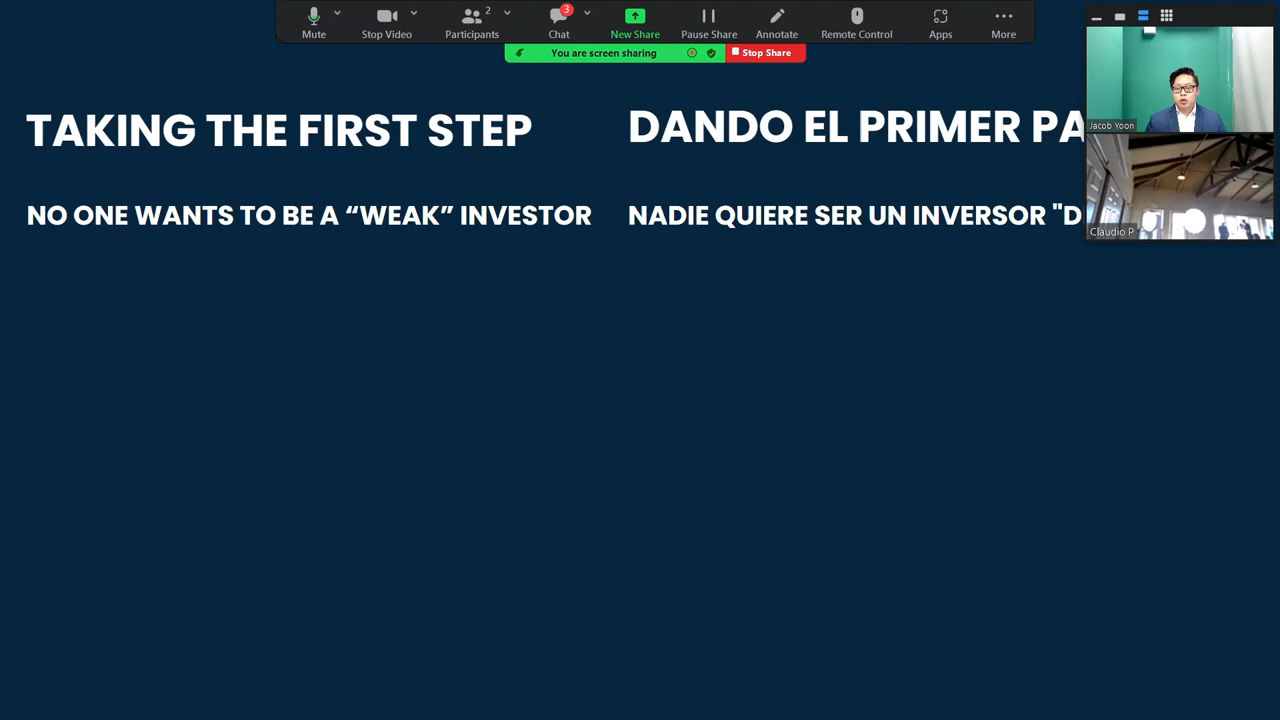 2
3
Mute
Stop Video
Participants
Chat
New Share
Pause Share
Annotate
Remote Control
Apps
More
You are screen sharing
Stop Share
TAKING THE FIRST STEP
DANDO EL PRIMER PA
NO ONE WANTS TO BE A “WEAK” INVESTOR
NADIE QUIERE SER UN INVERSOR "D
Jacob Yoon
Claudio P